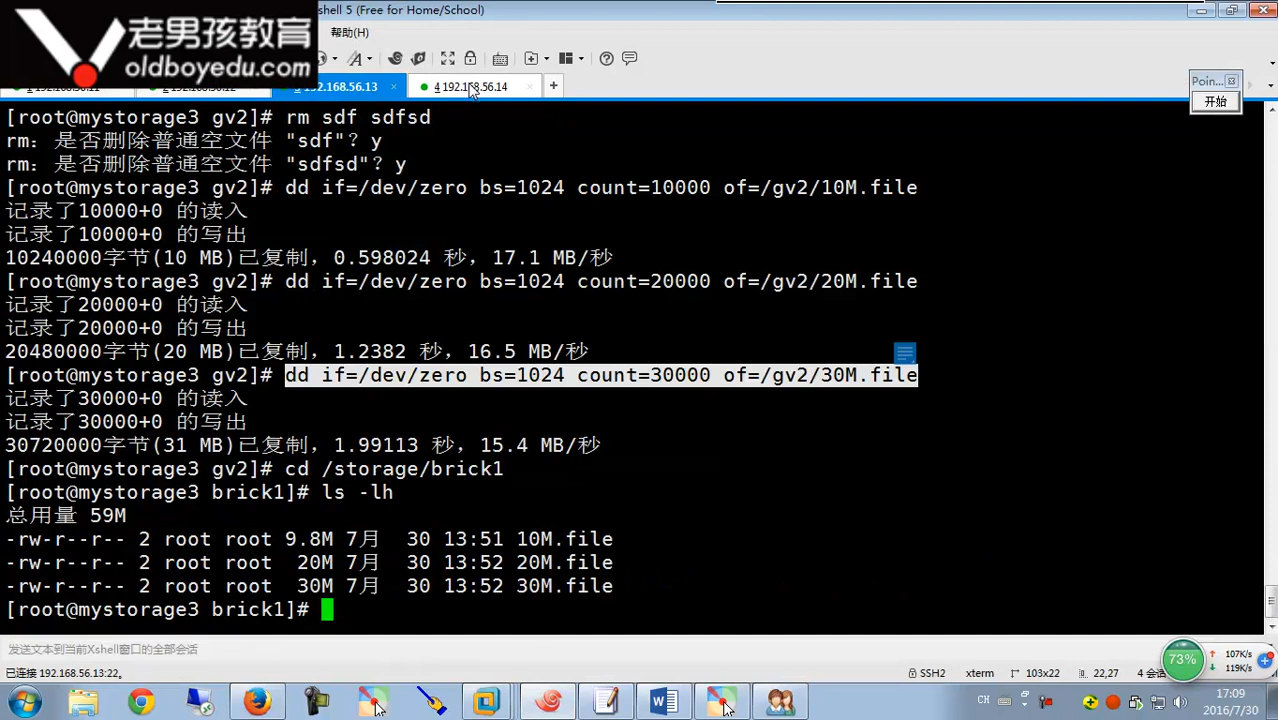 shell 5 (Free for Home/School)
老男孩教育
oldboyedu.com
帮助(H)
192.168.56.13
4 192.168.56.14
Poin...
开始
[root@mystorage3 gv2]# rm sdf sdfsd
rm: 是否删除普通空文件 "sdf"? y
rm: 是否删除普通空文件 "sdfsd"? y
[root@mystorage3 gv2]# dd if=/dev/zero bs=1024 count=10000 of=/gv2/10M.file
记录了10000+0 的读入
记录了10000+0 的写出
10240000字节(10 MB)已复制，0.598024 秒，17.1 MB/秒
[root@mystorage3 gv2]# dd if=/dev/zero bs=1024 count=20000 of=/gv2/20M.file
记录了20000+0 的读入
记录了20000+0 的写出
20480000字节(20 MB)已复制，1.2382 秒，16.5 MB/秒
[root@mystorage3 gv2]# dd if=/dev/zero bs=1024 count=30000 of=/gv2/30M.file
记录了30000+0 的读入
记录了30000+0 的写出
30720000字节(31 MB)已复制，1.99113 秒，15.4 MB/秒
[root@mystorage3 gv2]# cd /storage/brick1
[root@mystorage3 brick1]# ls -lh
总用量 59M
-rw-r--r-- 2 root root 9.8M 7月 30 13:51 10M.file
-rw-r--r-- 2 root root 20M 7月 30 13:52 20M.file
-rw-r--r-- 2 root root 30M 7月 30 13:52 30M.file
[root@mystorage3 brick1]#
发送文本到当前Xshell窗口的全部会话
已连接 192.168.56.13:22。
SSH2
xterm
103x22
22,27
4 会话
73%
107K/s
119K/s
CH
17:09
2016/7/30